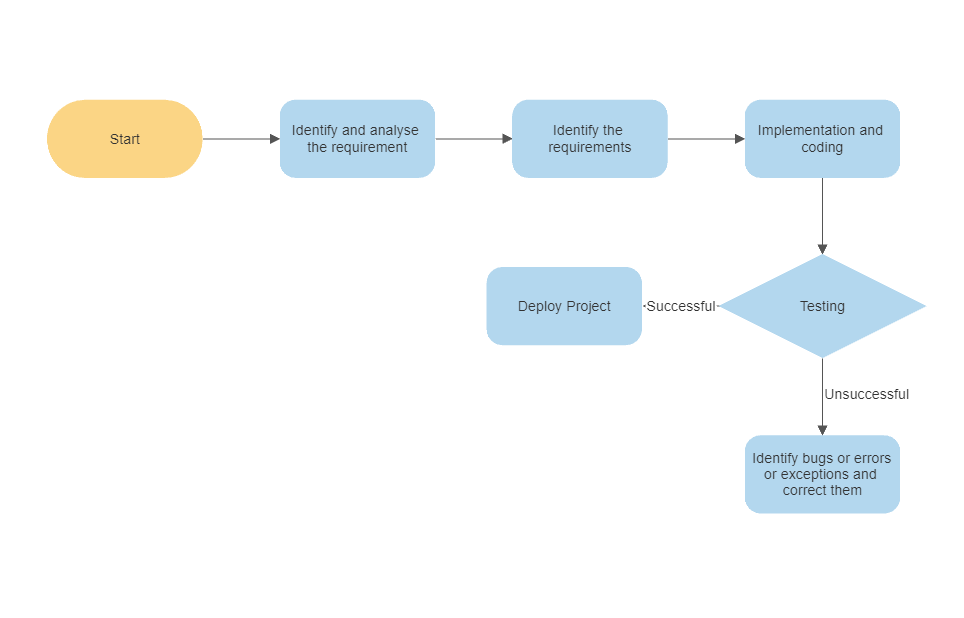 Start
Identify and analyse
the requirement
Identify the
requirements
Implementation and
coding
Deploy Project
Successful
Testing
Unsuccessful
Identify bugs or errors
or exceptions and
correct them